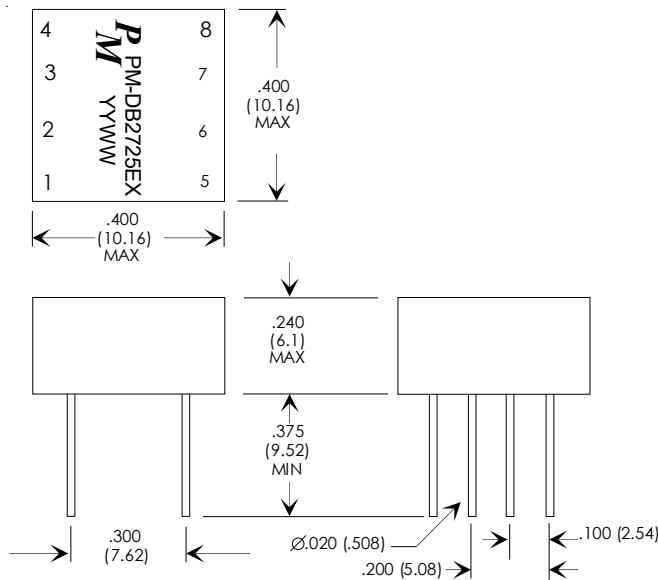 4
8
PM
3
7
PM-DB2725EX
YYWW
2
6
1
5
.400
(10.16)
MAX
.400
(10.16)
MAX
.240
(6.1)
MAX
.375
(9.52)
MIN
.300
(7.62)
Ø.020 (.508)
.100 (2.54)
.200 (5.08)